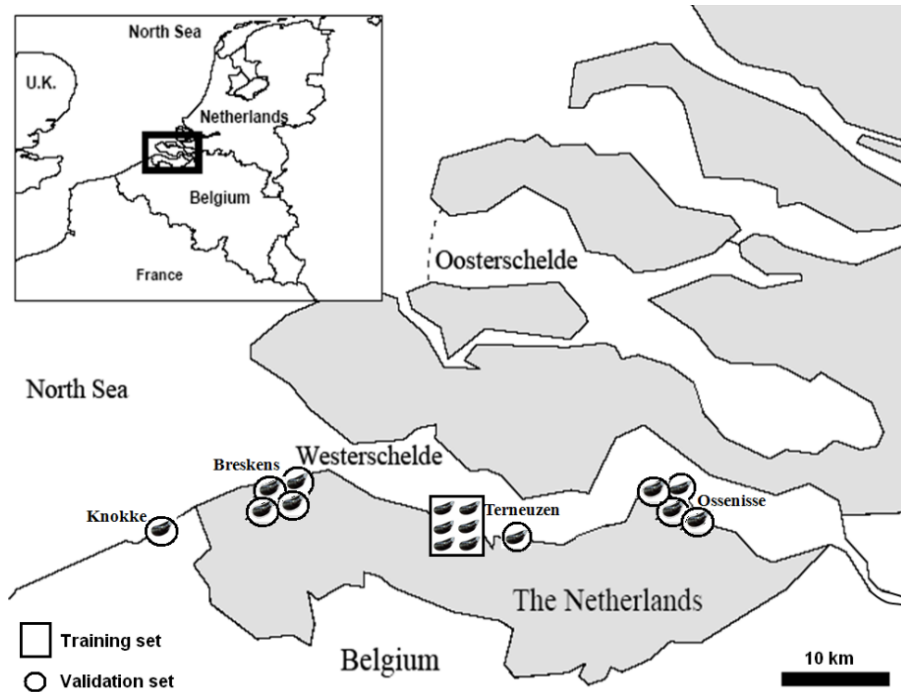 North Sea
U.K.
Netherlands
Belgium
France
Oosterschelde
North Sea
Westerschelde
Breskens
Knokke
Terneuzen
Ossenisse
The Netherlands
Belgium
Training set
Validation set
10 km